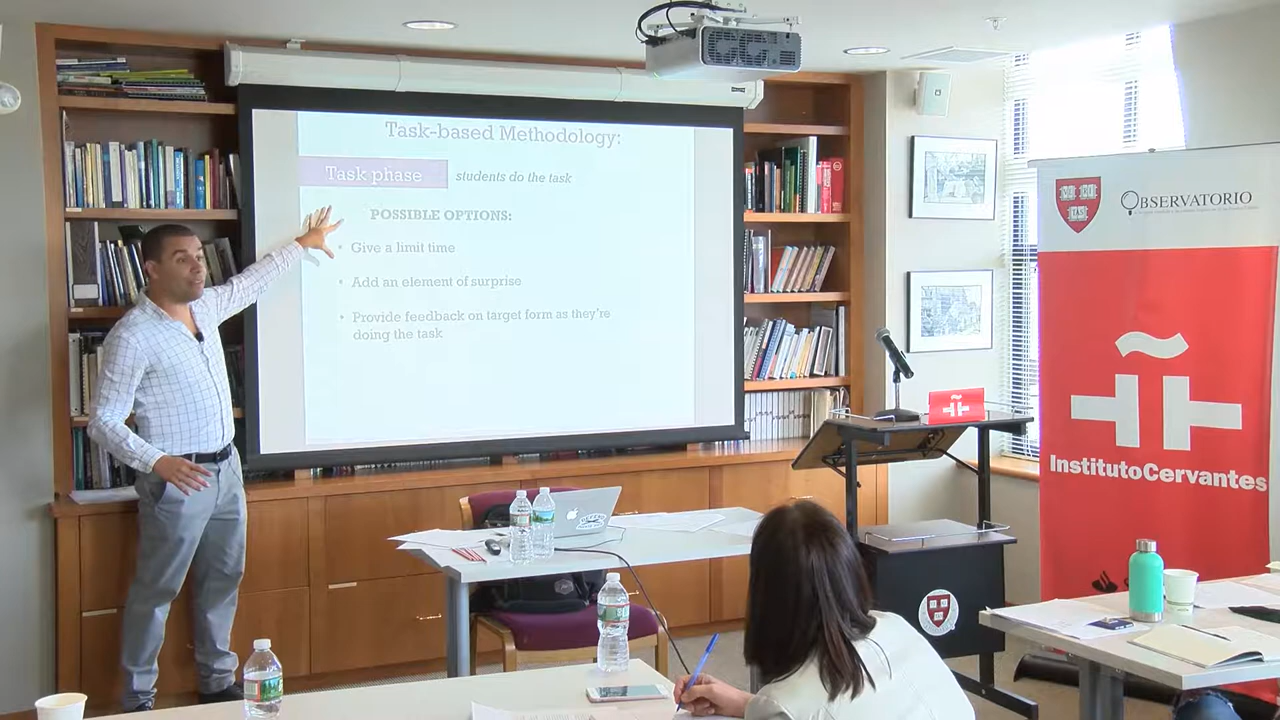 Task-based Methodology:
Task phase
students do the task
POSSIBLE OPTIONS:
• Give a limit time
• Add an element of surprise
• Provide feedback on target form as they're
doing the task
OBSERVATORIO
InstitutoCervantes